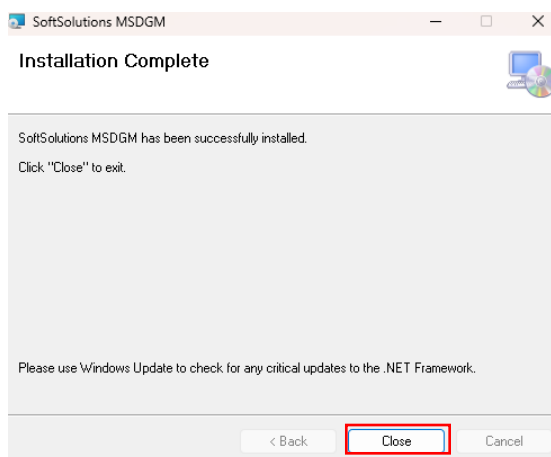 SoftSolutions MSDGM
Installation Complete
SoftSolutions MSDGM has been successfully installed.
Click "Close" to exit.
Please use Windows Update to check for any critical updates to the .NET Framework.
< Back
Close
Cancel